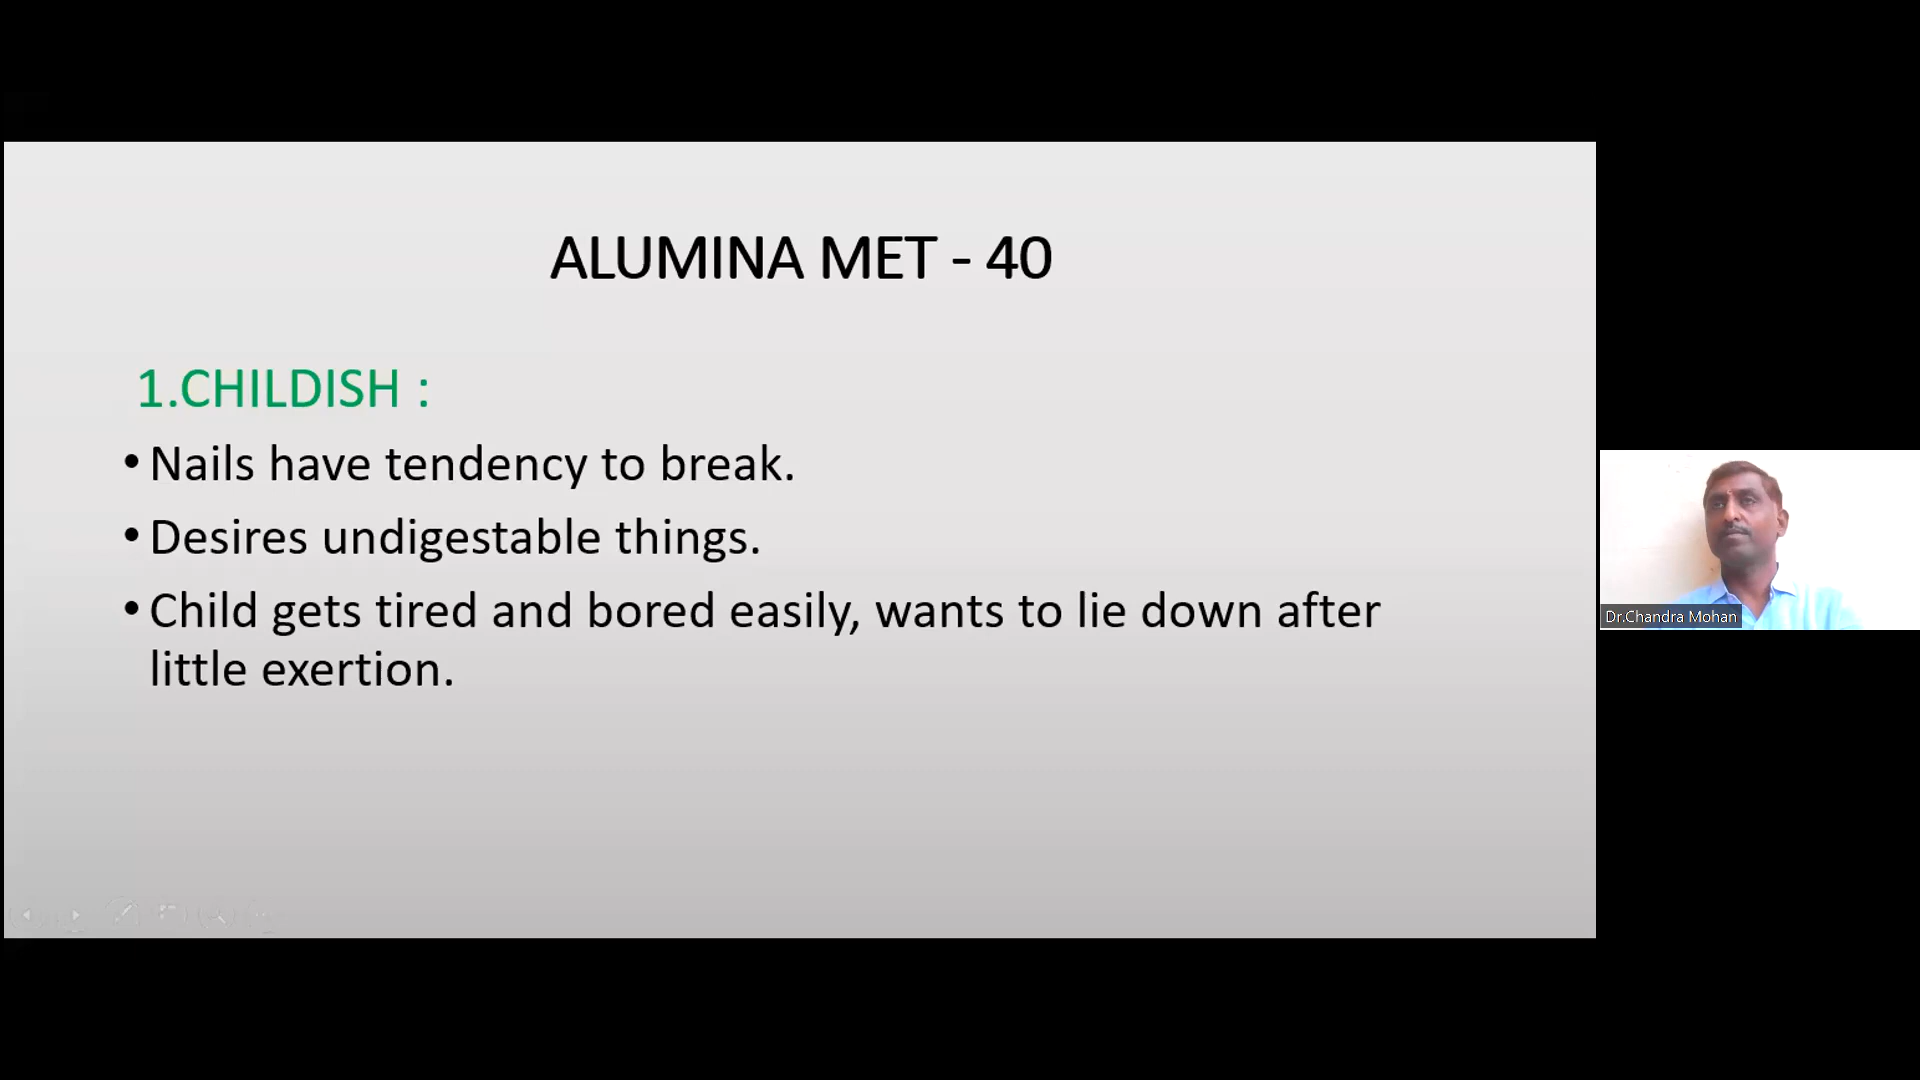 ALUMINA MET - 40
1.CHILDISH :
• Nails have tendency to break.
• Desires undigestable things.
• Child gets tired and bored easily, wants to lie down after
little exertion.
Dr.Chandra Mohan